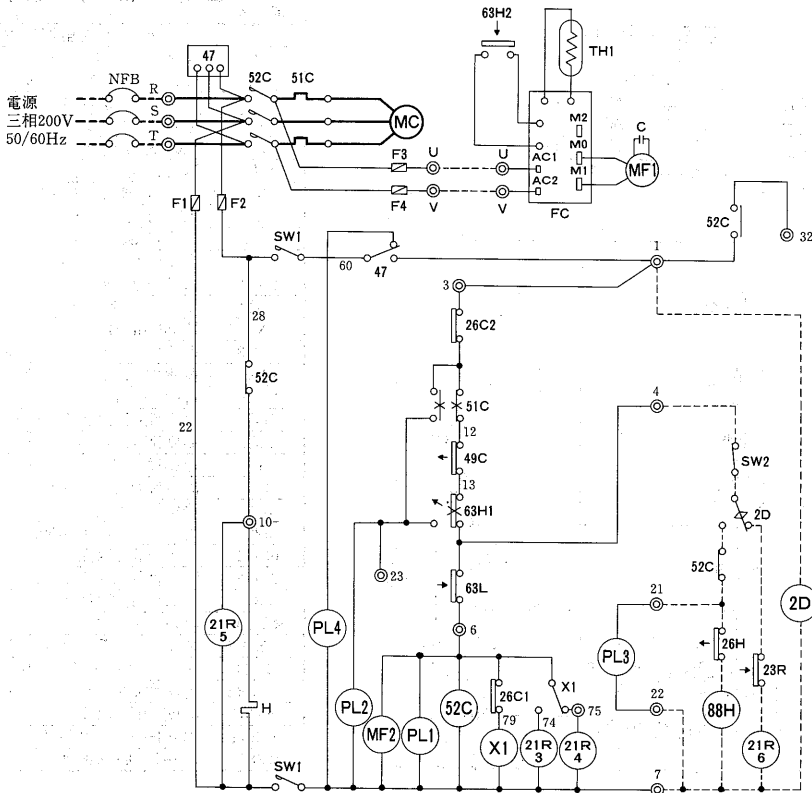 63H2
TH1
47
NFB
R
52C
51C
電源
三相200V
50/60Hz
S
T
MC
M2
M0
M1
C
MF1
AC1
AC2
FC
F3
U
U
F4
V
V
F1
F2
52C
32
SW1
60
47
1
3
28
26C2
52C
4
51C
22
12
49C
SW2
13
63H1
2D
10
52C
23
63L
21
2D
6
26H
21R
5
PL4
PL3
23R
PL2
26C1
X1
22
H
MF2
PL1
52C
79
74
75
88H
X1
21R
3
21R
4
21R
6
SW1
7